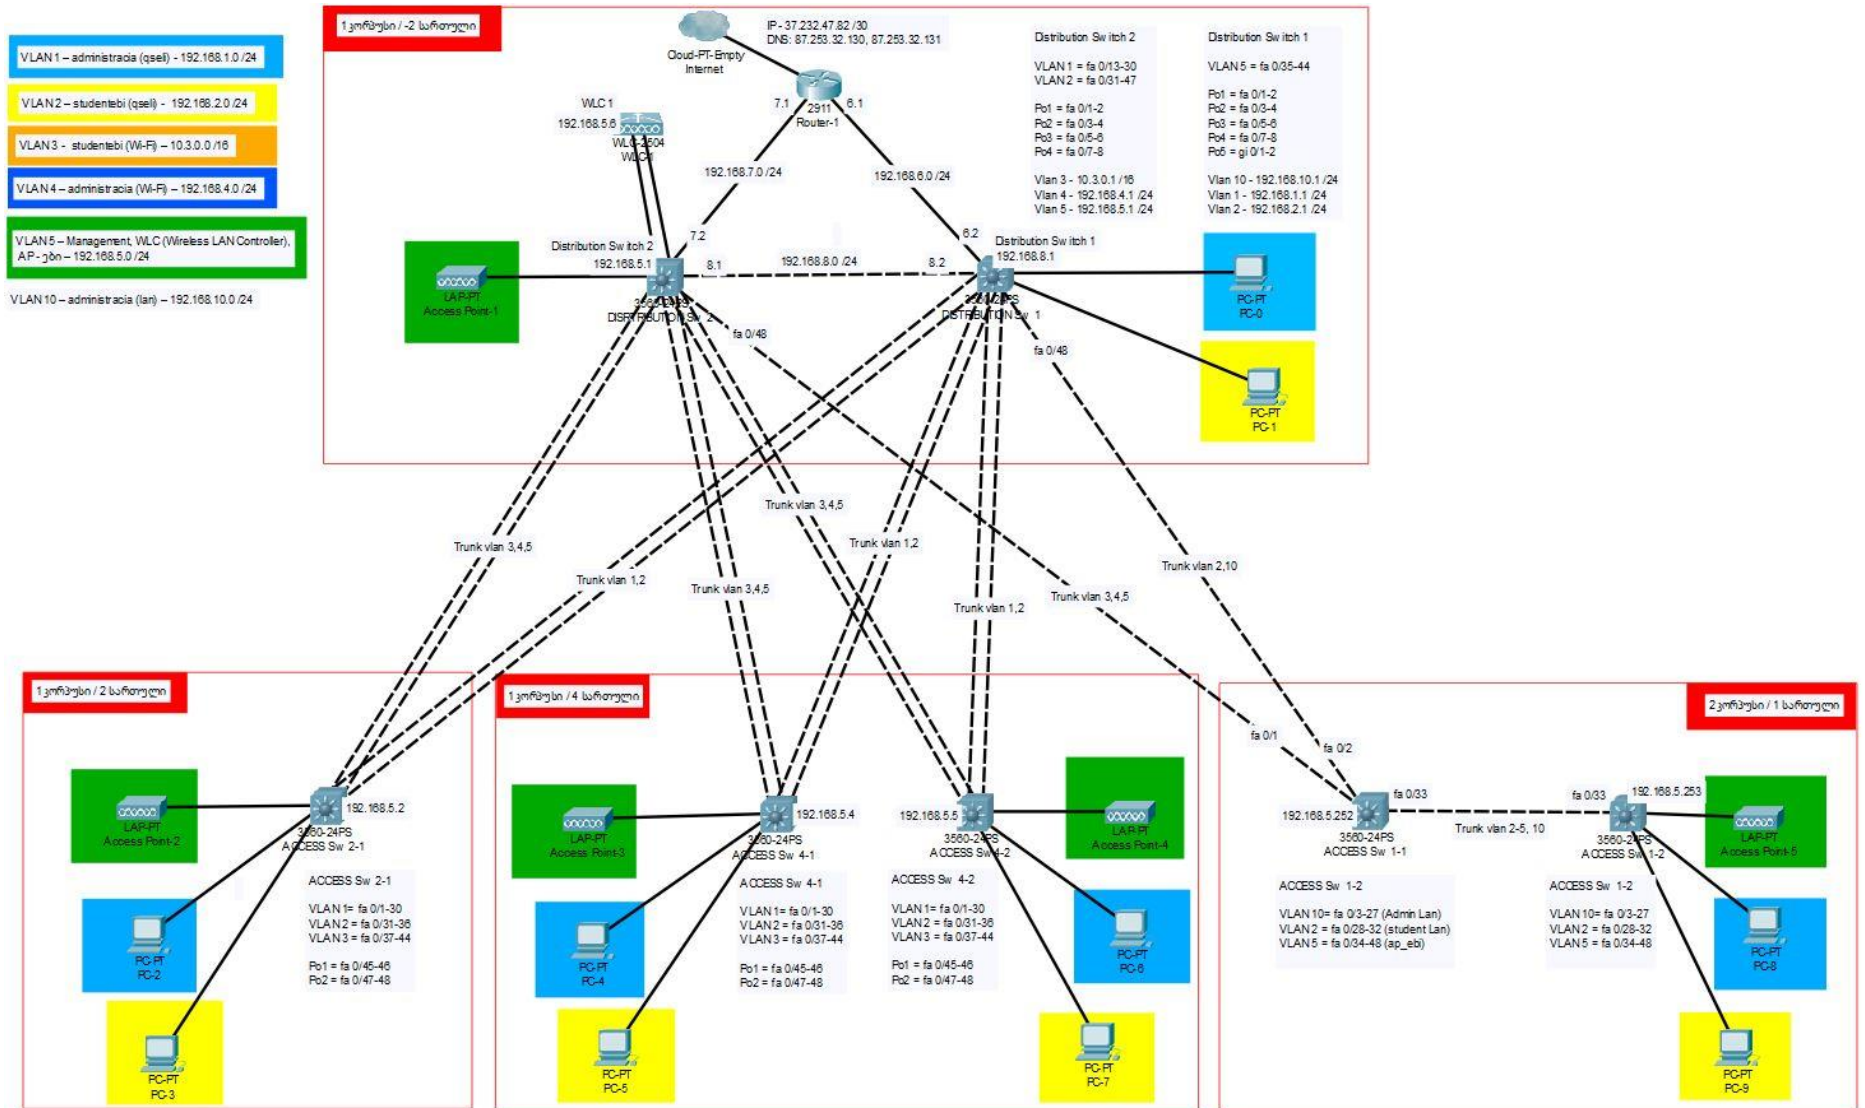 1 კორპუსი / -2 სართული
IP - 37.232.47.82 /30
DNS: 87.253.32.130, 87.253.32.131
Cloud-PT-Empty
Internet
Distribution Switch 2
VLAN 1 = fa 0/13-30
VLAN 2 = fa 0/31-47
Po1 = fa 0/1-2
Po2 = fa 0/3-4
Po3 = fa 0/5-6
Po4 = fa 0/7-8
Vlan 3 - 10.3.0.1 /16
Vlan 4 - 192.168.4.1 /24
Vlan 5 - 192.168.5.1 /24
Distribution Switch 1
VLAN 5 = fa 0/35-44
Po1 = fa 0/1-2
Po2 = fa 0/3-4
Po3 = fa 0/5-6
Po4 = fa 0/7-8
Po5 = gi 0/1-2
Vlan 10 - 192.168.10.1 /24
Vlan 1 - 192.168.1.1 /24
Vlan 2 - 192.168.2.1 /24
VLAN 1 – administracia (qseli) - 192.168.1.0 /24
VLAN 2 – studentebi (qseli) - 192.168.2.0 /24
VLAN 3 - studentebi (Wi-Fi) – 10.3.0.0 /16
VLAN 4 – administracia (Wi-Fi) – 192.168.4.0 /24
VLAN 5 – Management, WLC (Wireless LAN Controller),
AP - ები – 192.168.5.0 /24
VLAN 10 – administracia (lan) – 192.168.10.0 /24
7.1
6.1
2911
Router-1
WLC 1
192.168.5.6
WLC-2504
WLC-1
192.168.7.0 /24
192.168.6.0 /24
7.2
6.2
Distribution Switch 2
192.168.5.1
8.1
192.168.8.0 /24
8.2
Distribution Switch 1
192.168.8.1
LAP-PT
Access Point-1
3560-24PS
DISRTRIBUTION Sw 2
3560-24PS
DISTRIBUTION Sw 1
PC-PT
PC-0
fa 0/48
fa 0/48
PC-PT
PC-1
Trunk vlan 3,4,5
Trunk vlan 3,4,5
Trunk vlan 1,2
Trunk vlan 1,2
Trunk vlan 3,4,5
Trunk vlan 2,10
Trunk vlan 3,4,5
Trunk vlan 1,2
1 კორპუსი / 2 სართული
LAP-PT
Access Point-2
192.168.5.2
3560-24PS
ACCESS Sw 2-1
ACCESS Sw 2-1
VLAN 1= fa 0/1-30
VLAN 2 = fa 0/31-36
VLAN 3 = fa 0/37-44
Po1 = fa 0/45-46
Po2 = fa 0/47-48
PC-PT
PC-2
PC-PT
PC-3
1 კორპუსი / 4 სართული
LAP-PT
Access Point-3
192.168.5.4
3560-24PS
ACCESS Sw 4-1
ACCESS Sw 4-1
VLAN 1= fa 0/1-30
VLAN 2 = fa 0/31-36
VLAN 3 = fa 0/37-44
Po1 = fa 0/45-46
Po2 = fa 0/47-48
PC-PT
PC-4
PC-PT
PC-5
192.168.5.5
3560-24PS
ACCESS Sw 4-2
LAP-PT
Access Point-4
ACCESS Sw 4-2
VLAN 1= fa 0/1-30
VLAN 2 = fa 0/31-36
VLAN 3 = fa 0/37-44
Po1 = fa 0/45-46
Po2 = fa 0/47-48
PC-PT
PC-6
PC-PT
PC-7
2 კორპუსი / 1 სართული
fa 0/1
fa 0/2
fa 0/33
fa 0/33
192.168.5.253
192.168.5.252
Trunk vlan 2-5, 10
3560-24PS
ACCESS Sw 1-1
3560-24PS
ACCESS Sw 1-2
LAP-PT
Access Point-5
ACCESS Sw 1-2
VLAN 10= fa 0/3-27 (Admin Lan)
VLAN 2 = fa 0/28-32 (student Lan)
VLAN 5 = fa 0/34-48 (ap_ebi)
ACCESS Sw 1-2
VLAN 10= fa 0/3-27
VLAN 2 = fa 0/28-32
VLAN 5 = fa 0/34-48
PC-PT
PC-8
PC-PT
PC-9